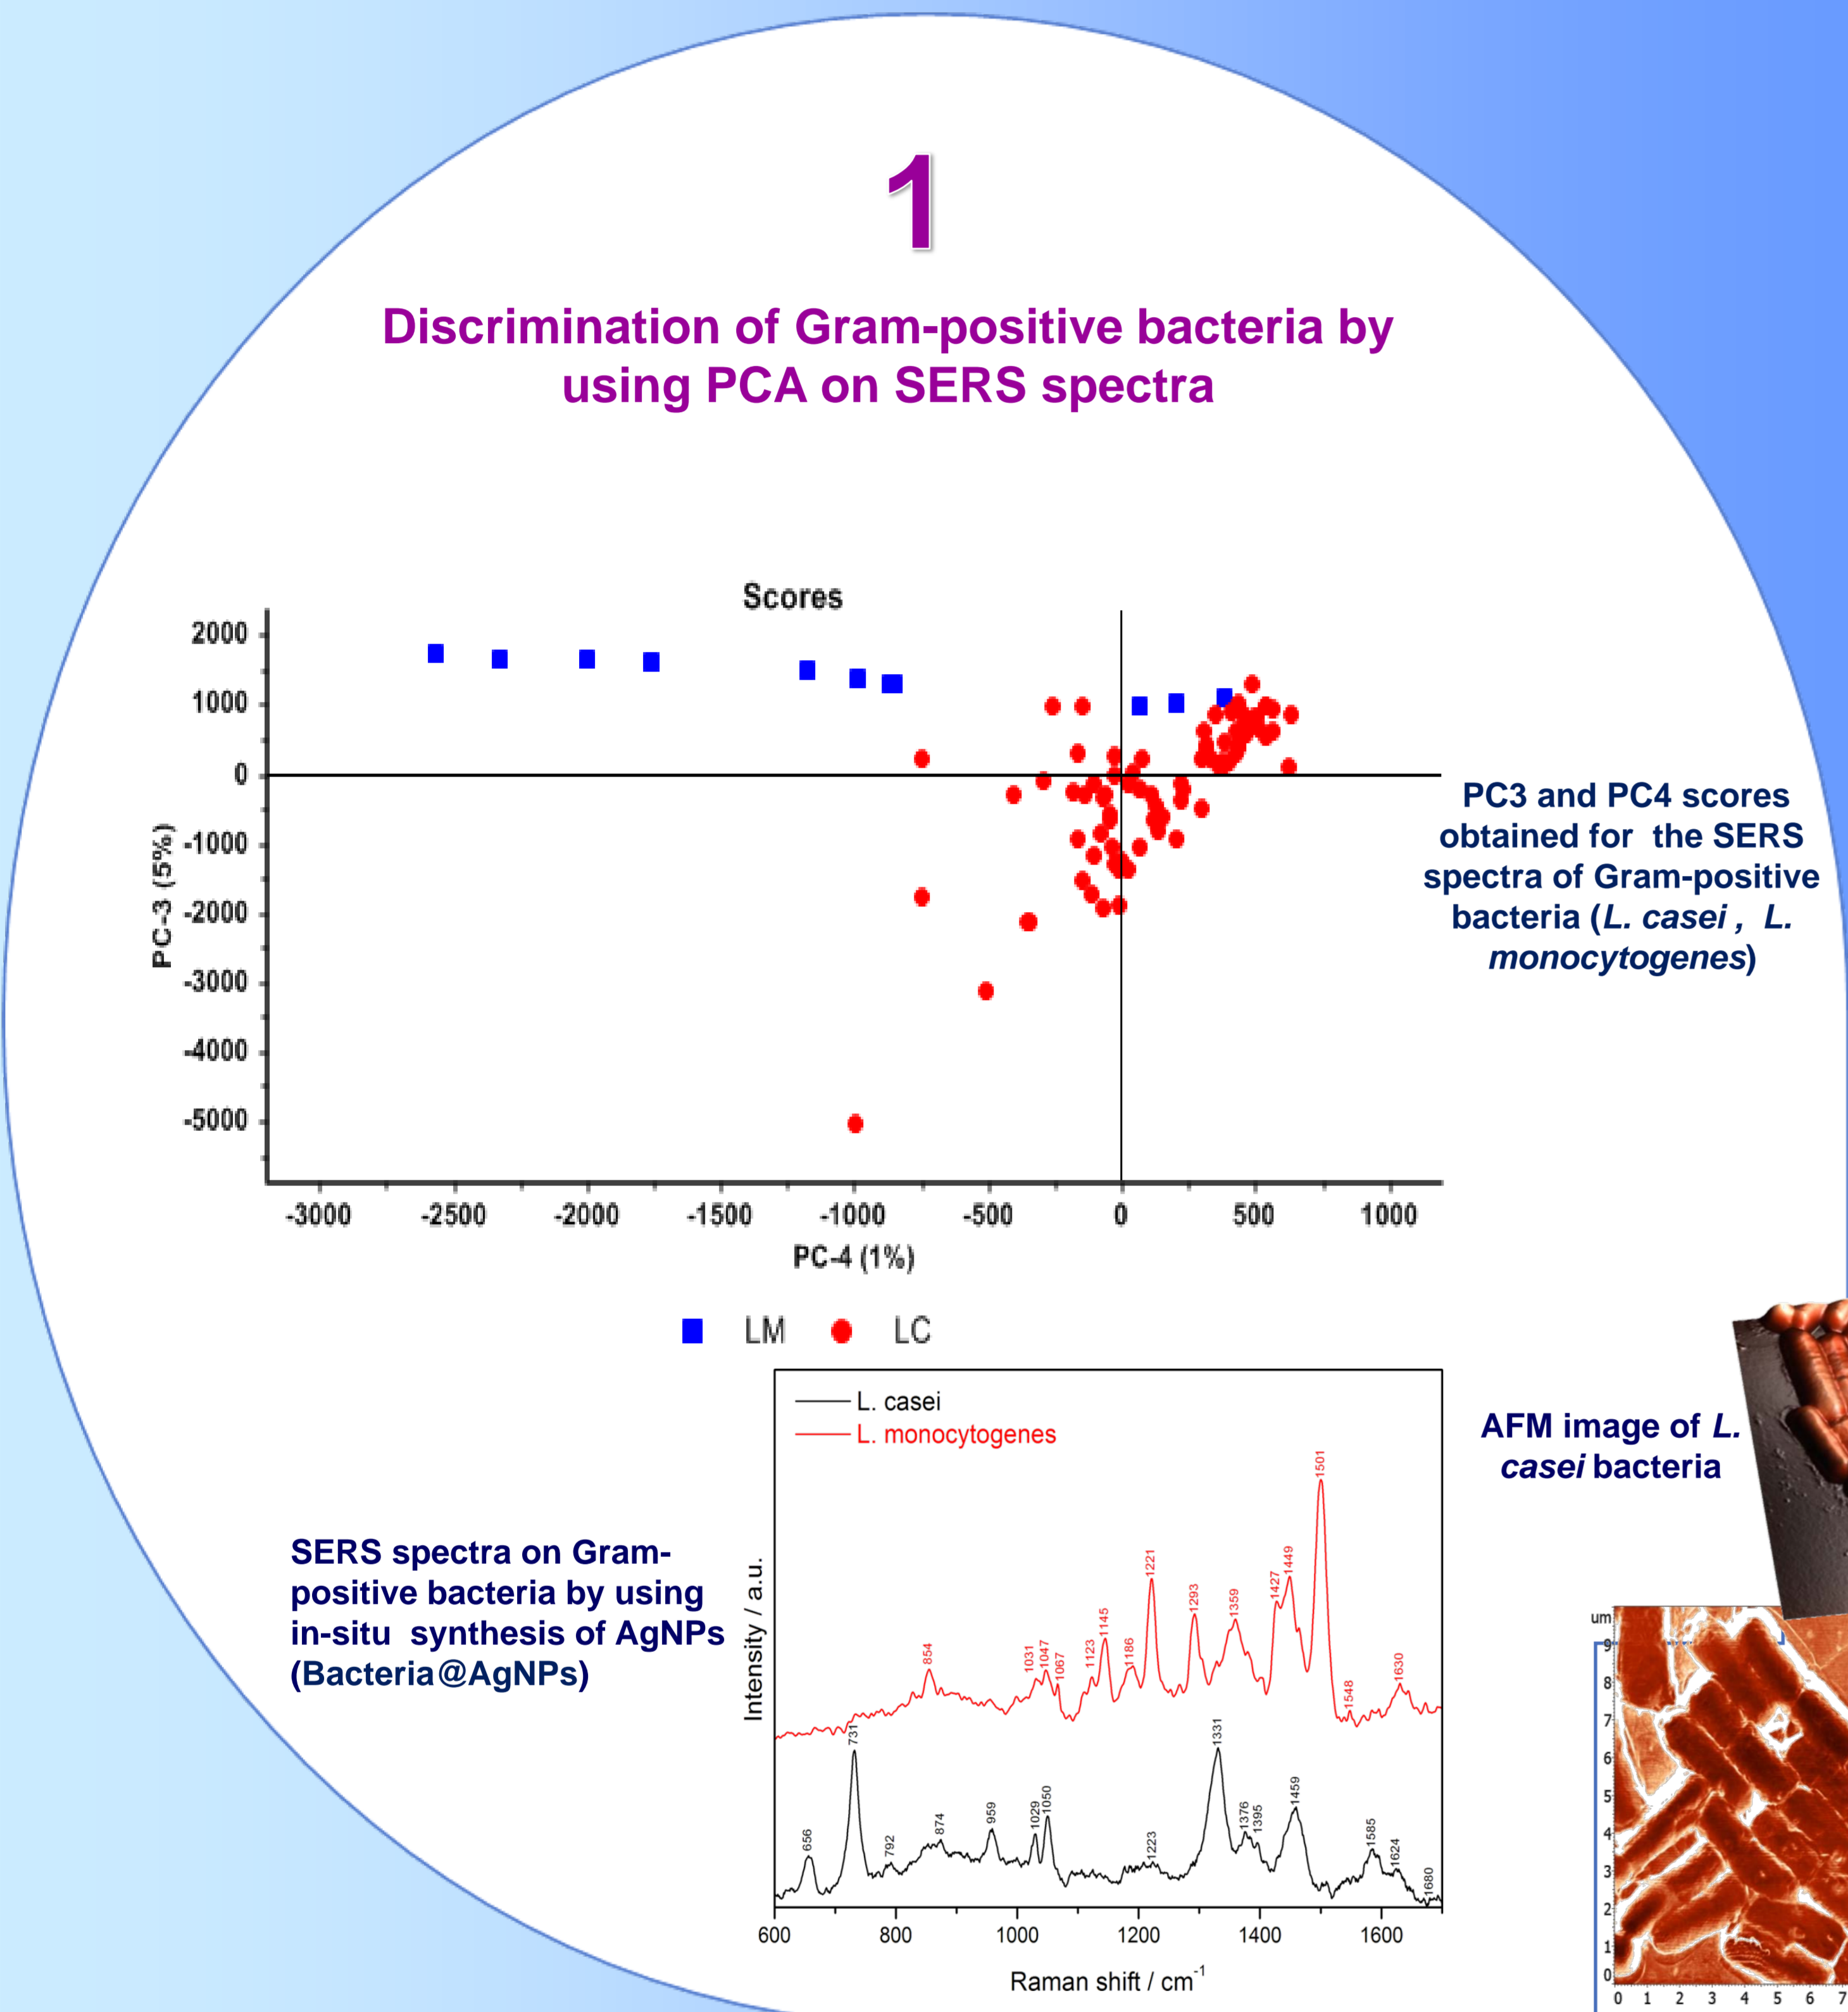 1
Discrimination of Gram-positive bacteria by
using PCA on SERS spectra
Scores
2000
1000
0
-1000
-2000
-3000
-4000
-5000
PC-3 (5%)
-3000 -2500 -2000 -1500 -1000 -500 0 500 1000
PC-4 (1%)
LM LC
PC3 and PC4 scores
obtained for the SERS
spectra of Gram-positive
bacteria (L. casei , L.
monocytogenes)
SERS spectra on Gram-
positive bacteria by using
in-situ synthesis of AgNPs
(Bacteria@AgNPs)
L. casei
L. monocytogenes
Intensity / a.u.
854 1031 1047 1067 1123 1145 1186 1221 1293 1359 1427 1449 1501 1548 1630
656 731 792 874 959 1029 1050 1223 1331 1376 1395 1459 1585 1624 1680
600 800 1000 1200 1400 1600
Raman shift / cm⁻¹
AFM image of L.
casei bacteria
um
9
8
7
6
5
4
3
2
1
0
0 1 2 3 4 5 6 7